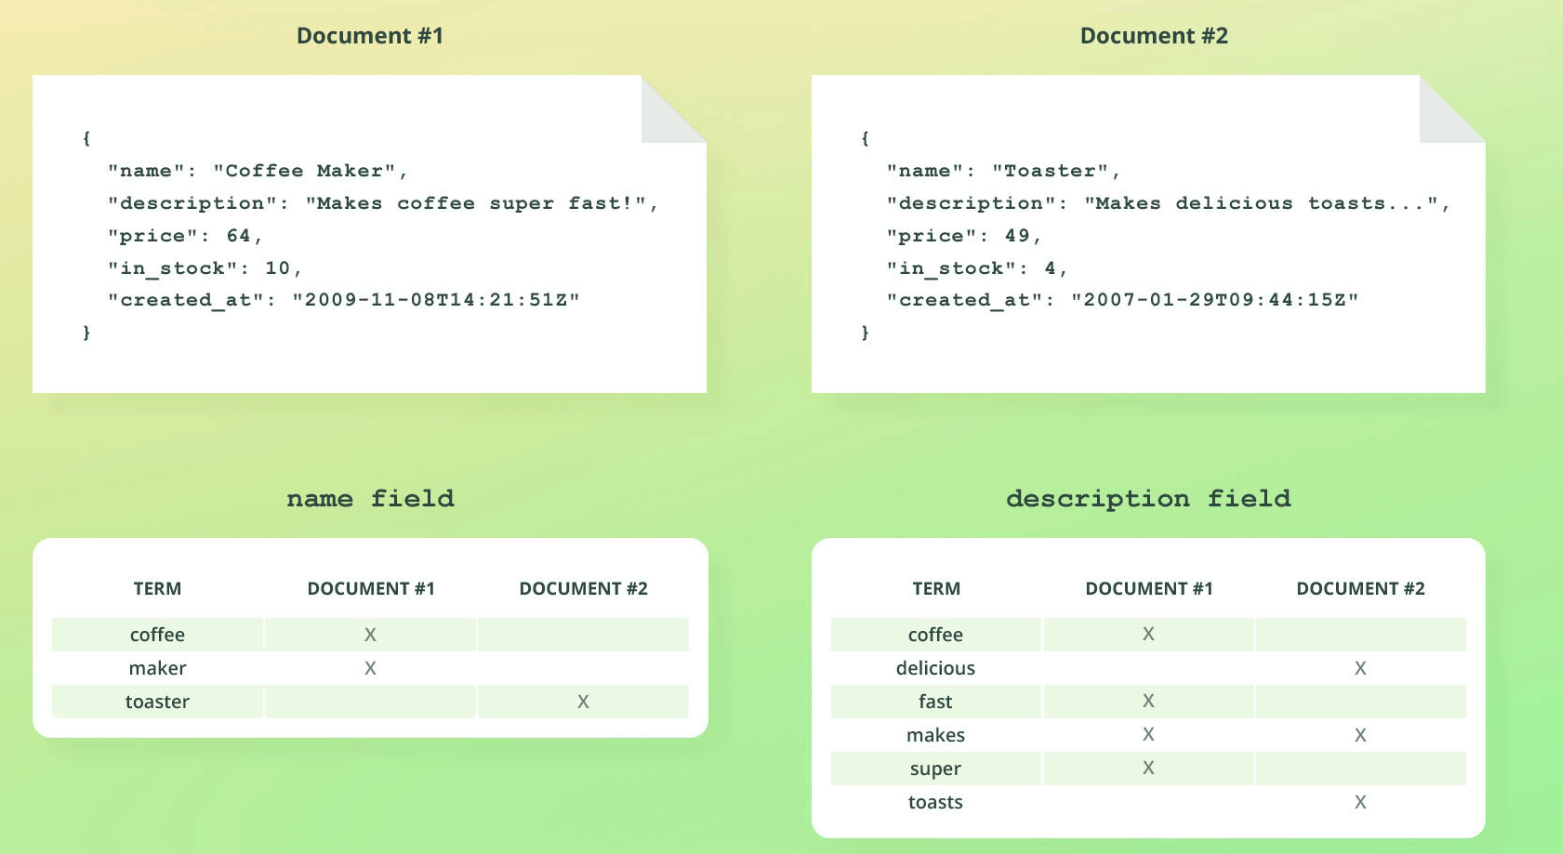 Document #1
{
"name": "Coffee Maker",
"description": "Makes coffee super fast!",
"price": 64,
"in_stock": 10,
"created_at": "2009-11-08T14:21:51Z"
}
Document #2
{
"name": "Toaster",
"description": "Makes delicious toasts...",
"price": 49,
"in_stock": 4,
"created_at": "2007-01-29T09:44:15Z"
}
name field
TERM DOCUMENT #1 DOCUMENT #2
coffee X
maker X
toaster X
description field
TERM DOCUMENT #1 DOCUMENT #2
coffee X
delicious X
fast X
makes X X
super X
toasts X